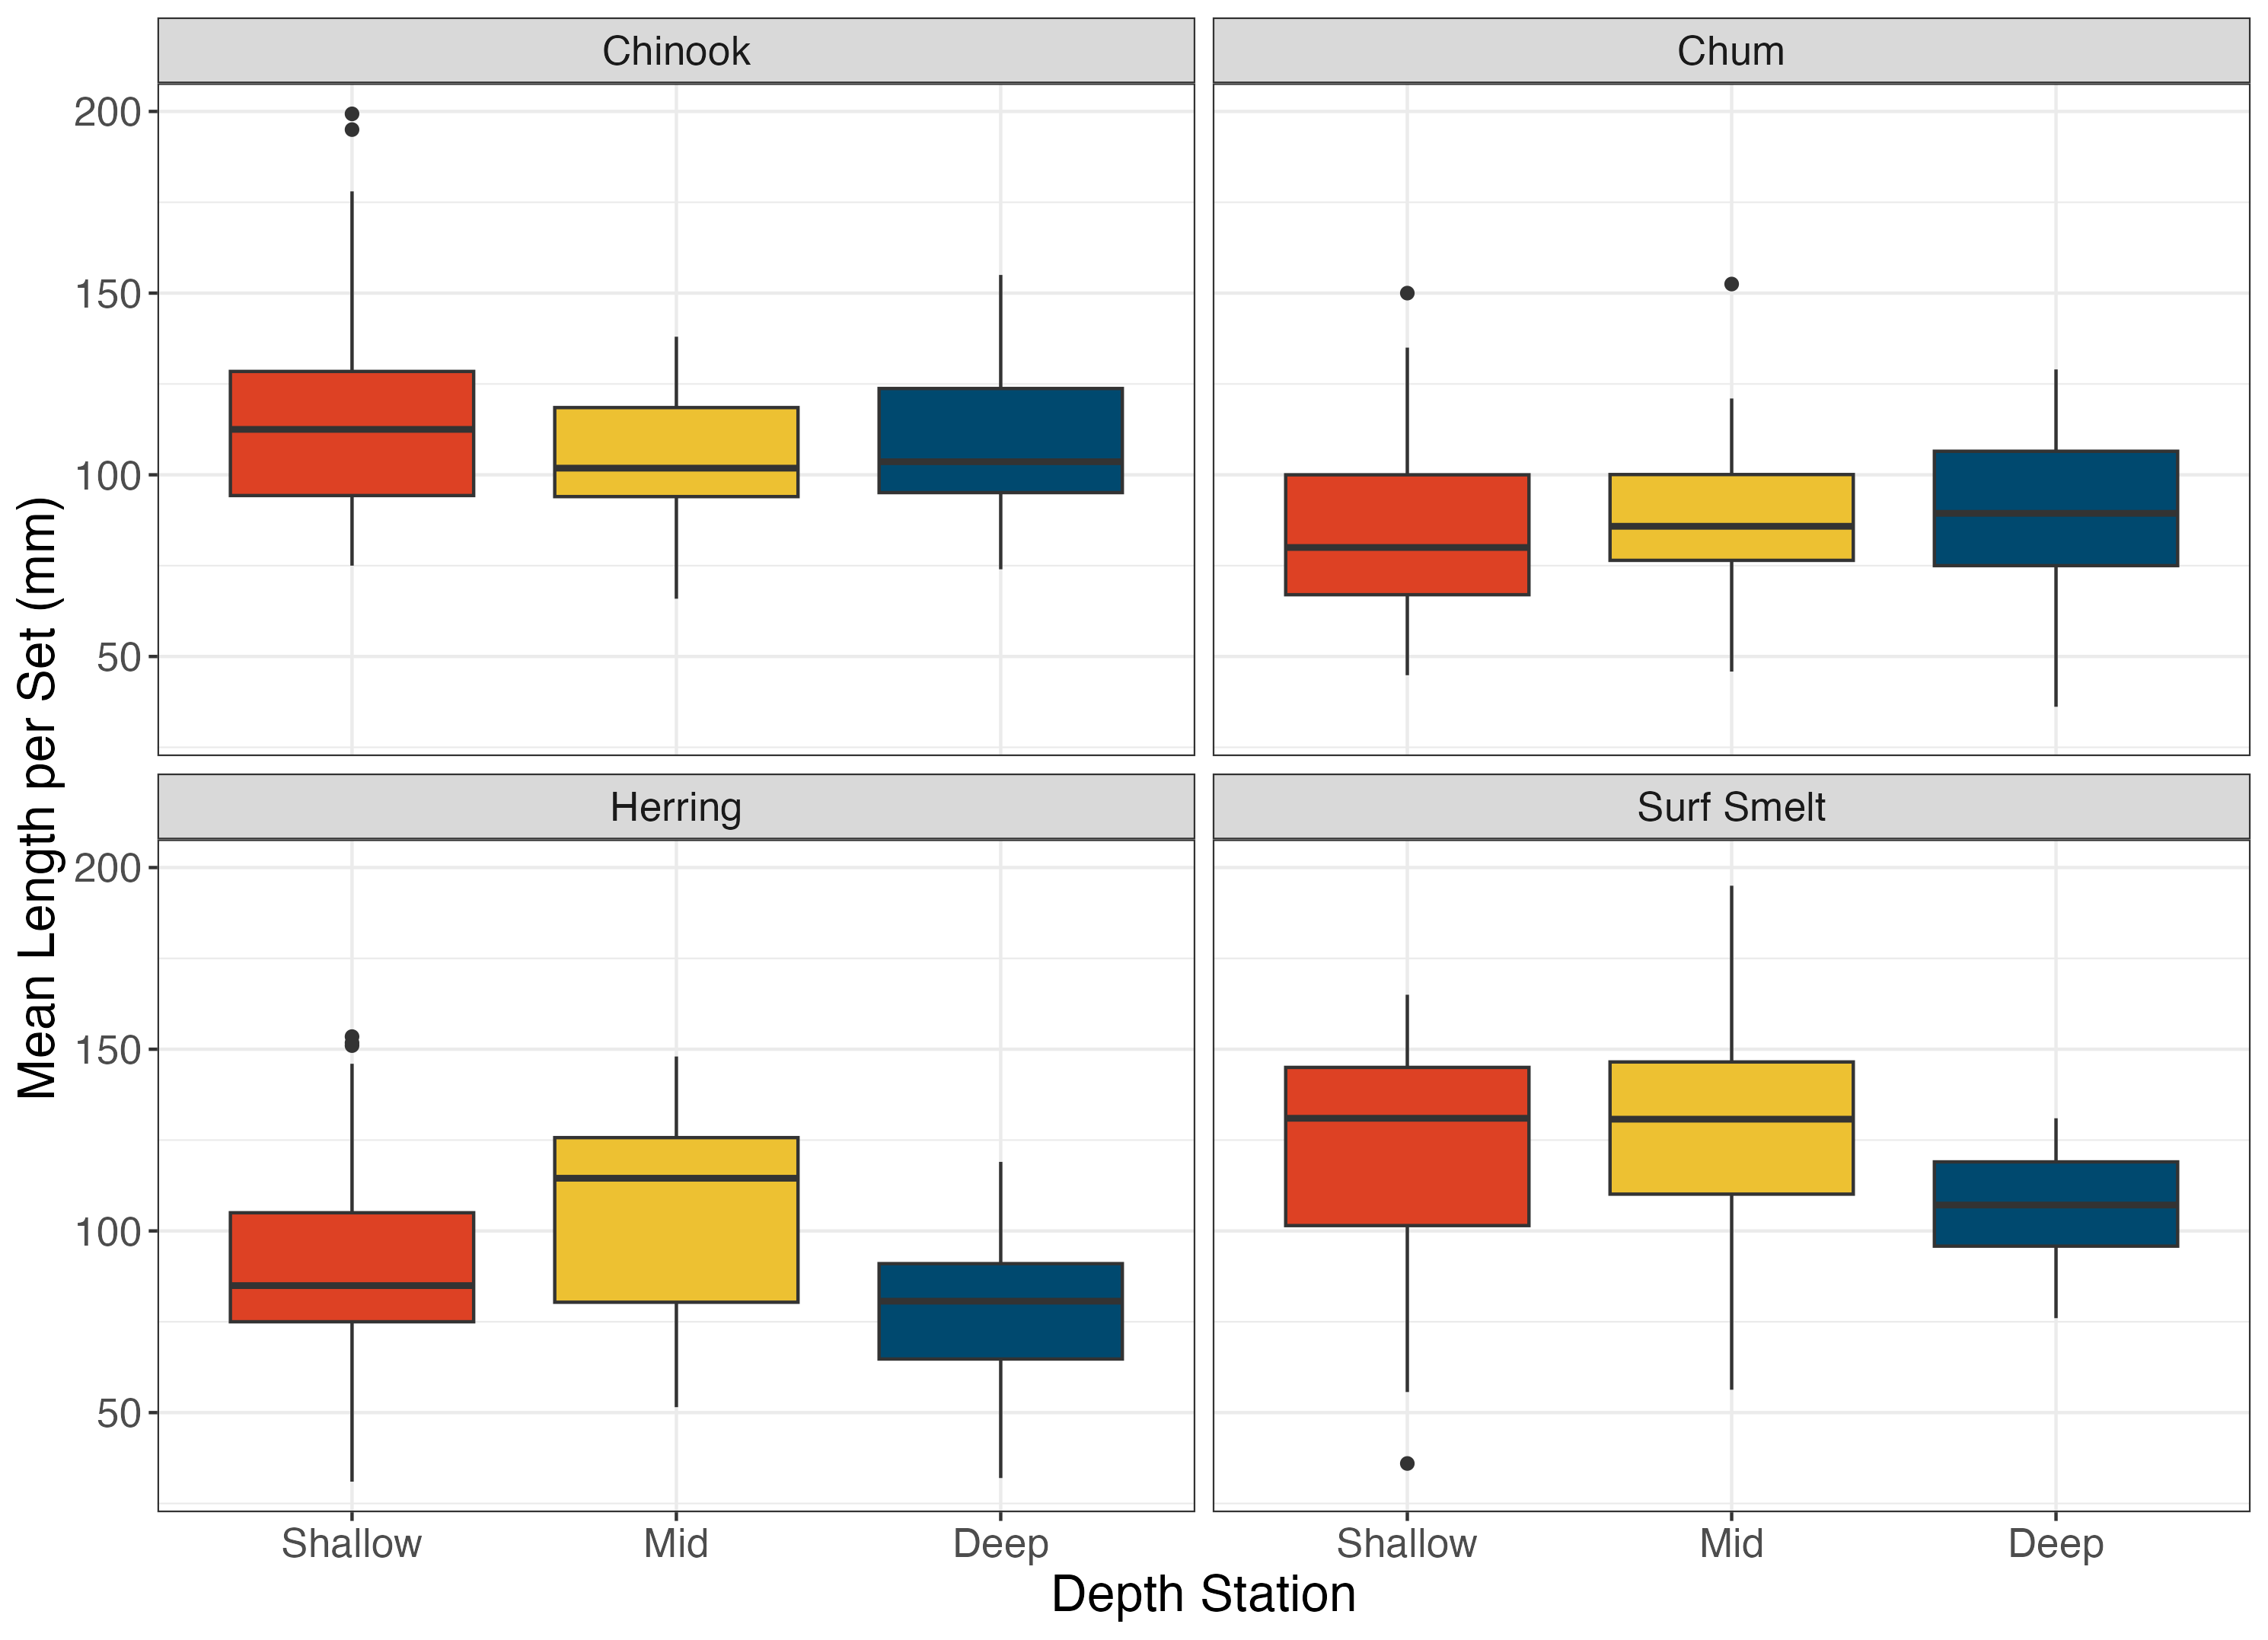 Chinook
Chum
200
150
100
50
Mean Length per Set (mm)
Herring
Surf Smelt
200
150
100
50
Shallow
Mid
Deep
Shallow
Mid
Deep
Depth Station